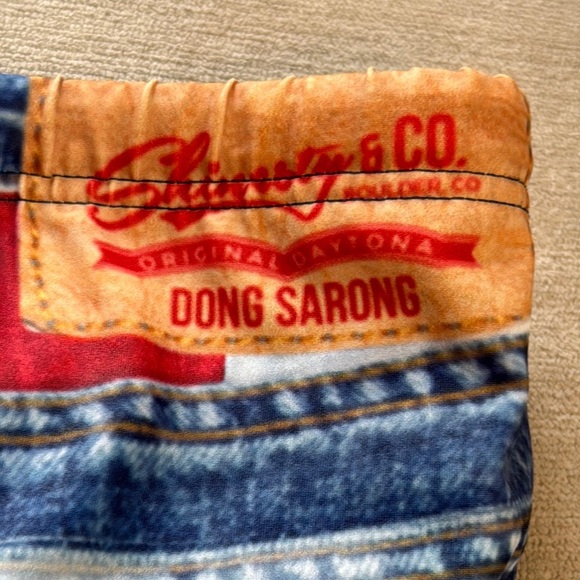 Shinesty & CO.
BOULDER, CO
ORIGINAL DAYTONA
DONG SARONG